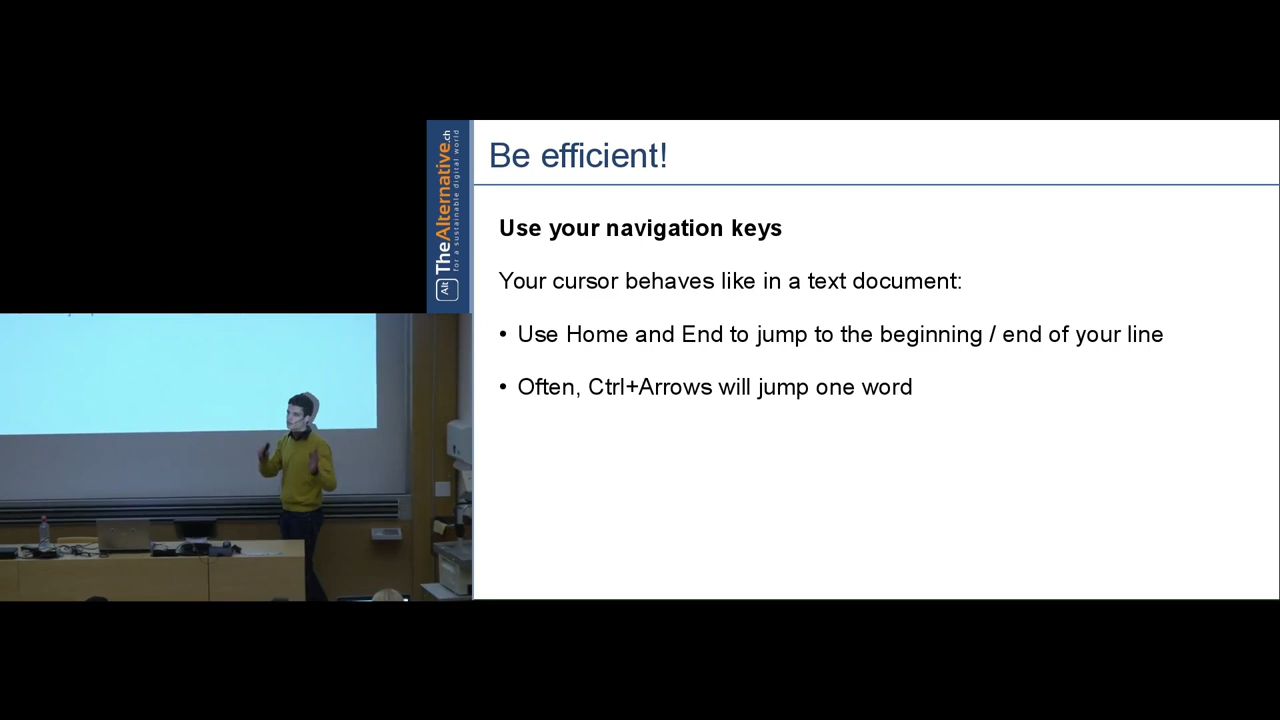 Be efficient!
Use your navigation keys
Your cursor behaves like in a text document:
• Use Home and End to jump to the beginning / end of your line
• Often, Ctrl+Arrows will jump one word
Alt TheAlternative.ch
for a sustainable digital world